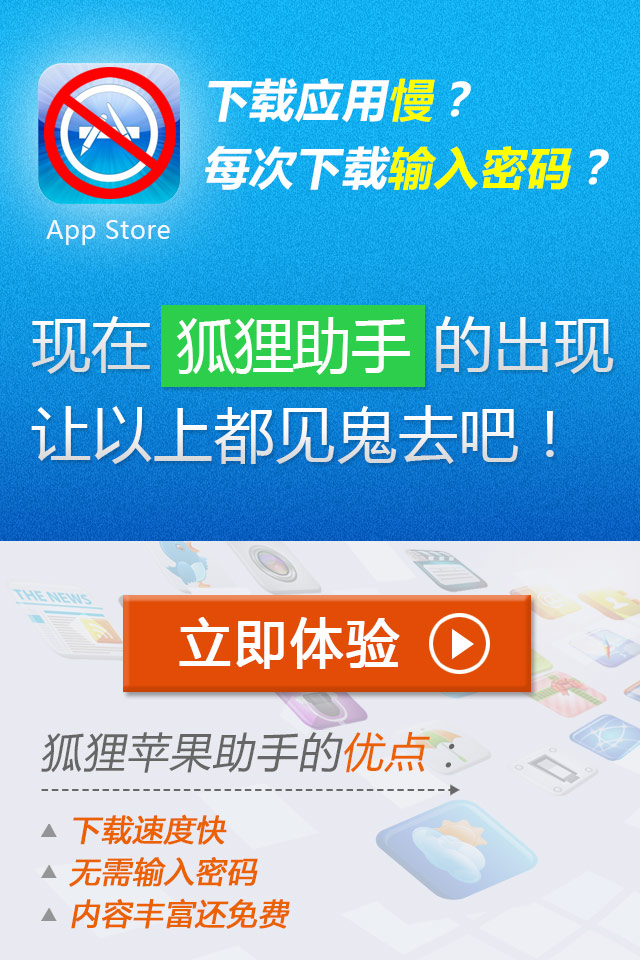 下载应用慢？
每次下载输入密码？
App Store
现在 狐狸助手 的出现
让以上都见鬼去吧！
THE NEWS
立即体验
狐狸苹果助手的优点：
下载速度快
无需输入密码
内容丰富还免费